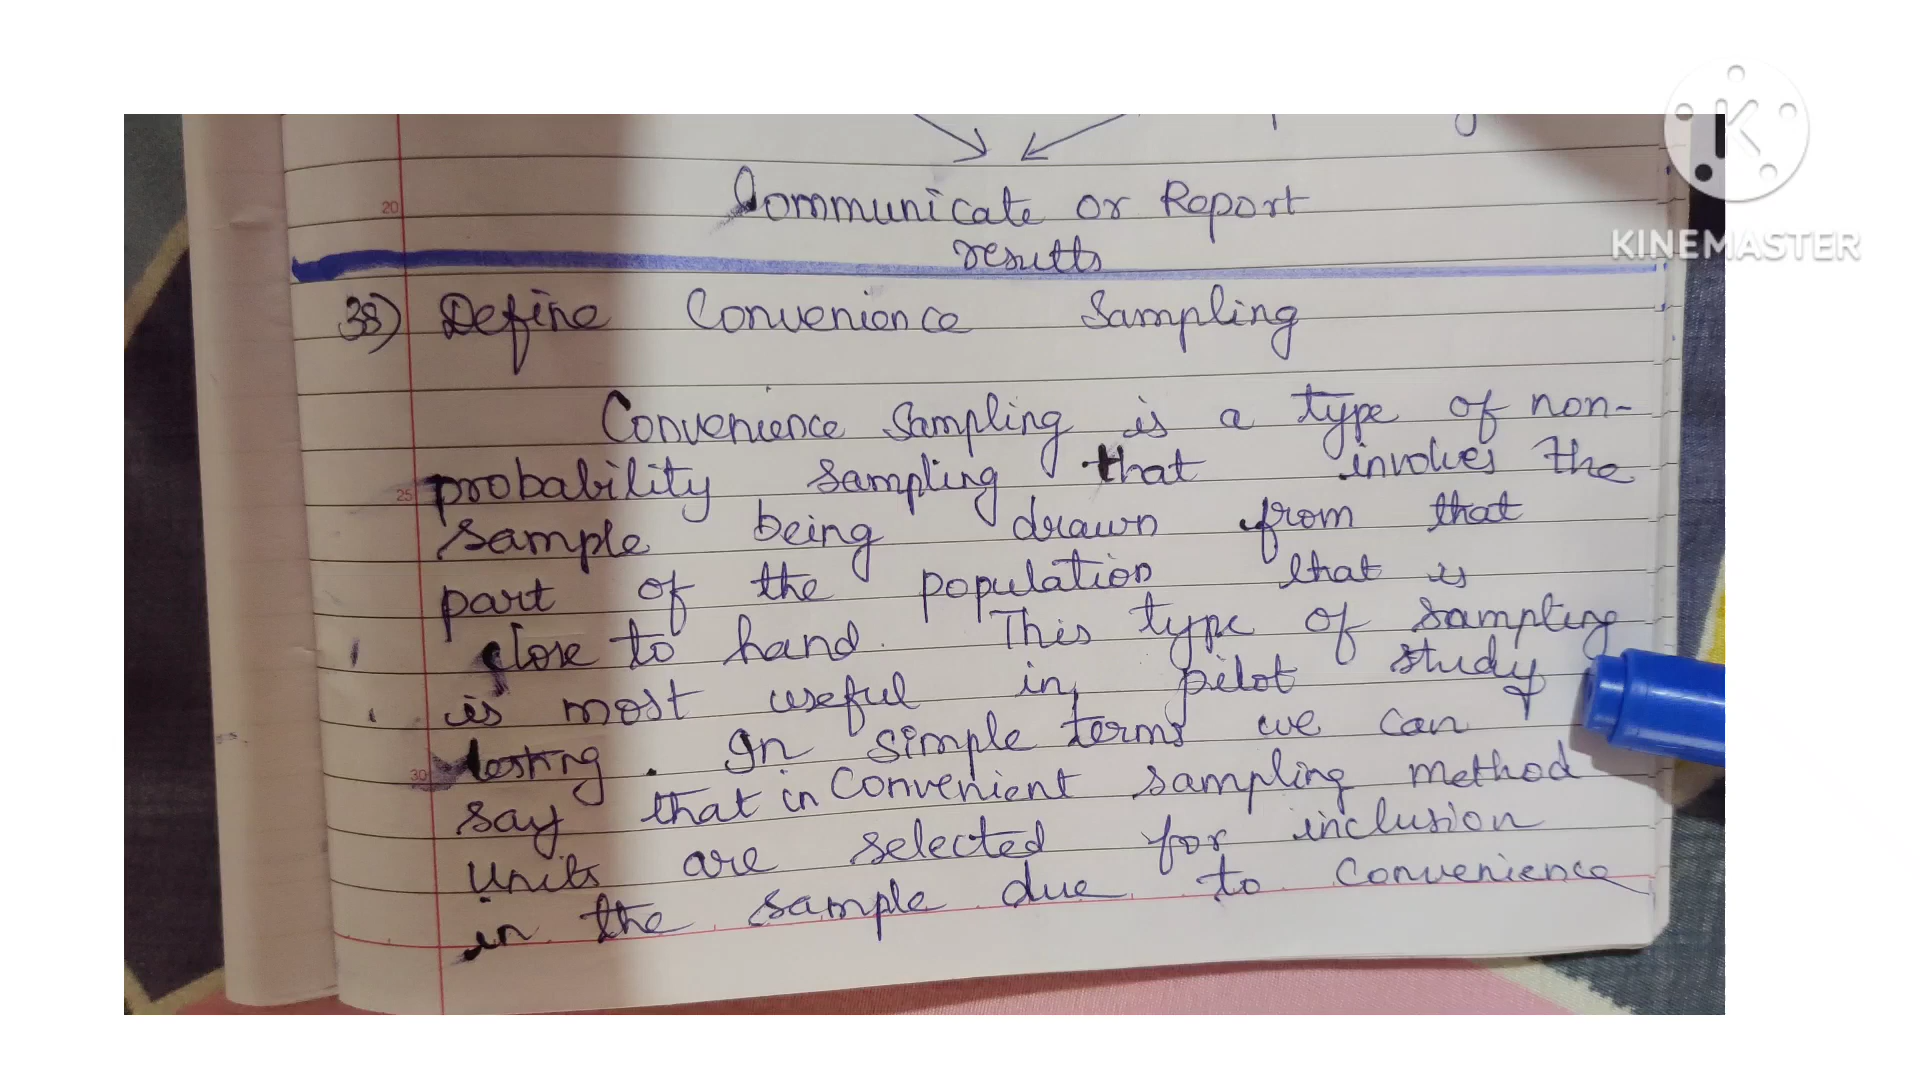 Communicate or Report
results
38) Define Convenience Sampling
Convenience Sampling is a type of non-
probability sampling that involves the
sample being drawn from that
part of the population that is
close to hand. This type of sampling
is most useful in pilot study
testing. In simple terms we can
say that in Convenient sampling method
units are selected for inclusion
in the sample due to convenience
20
25
30
KINEMASTER